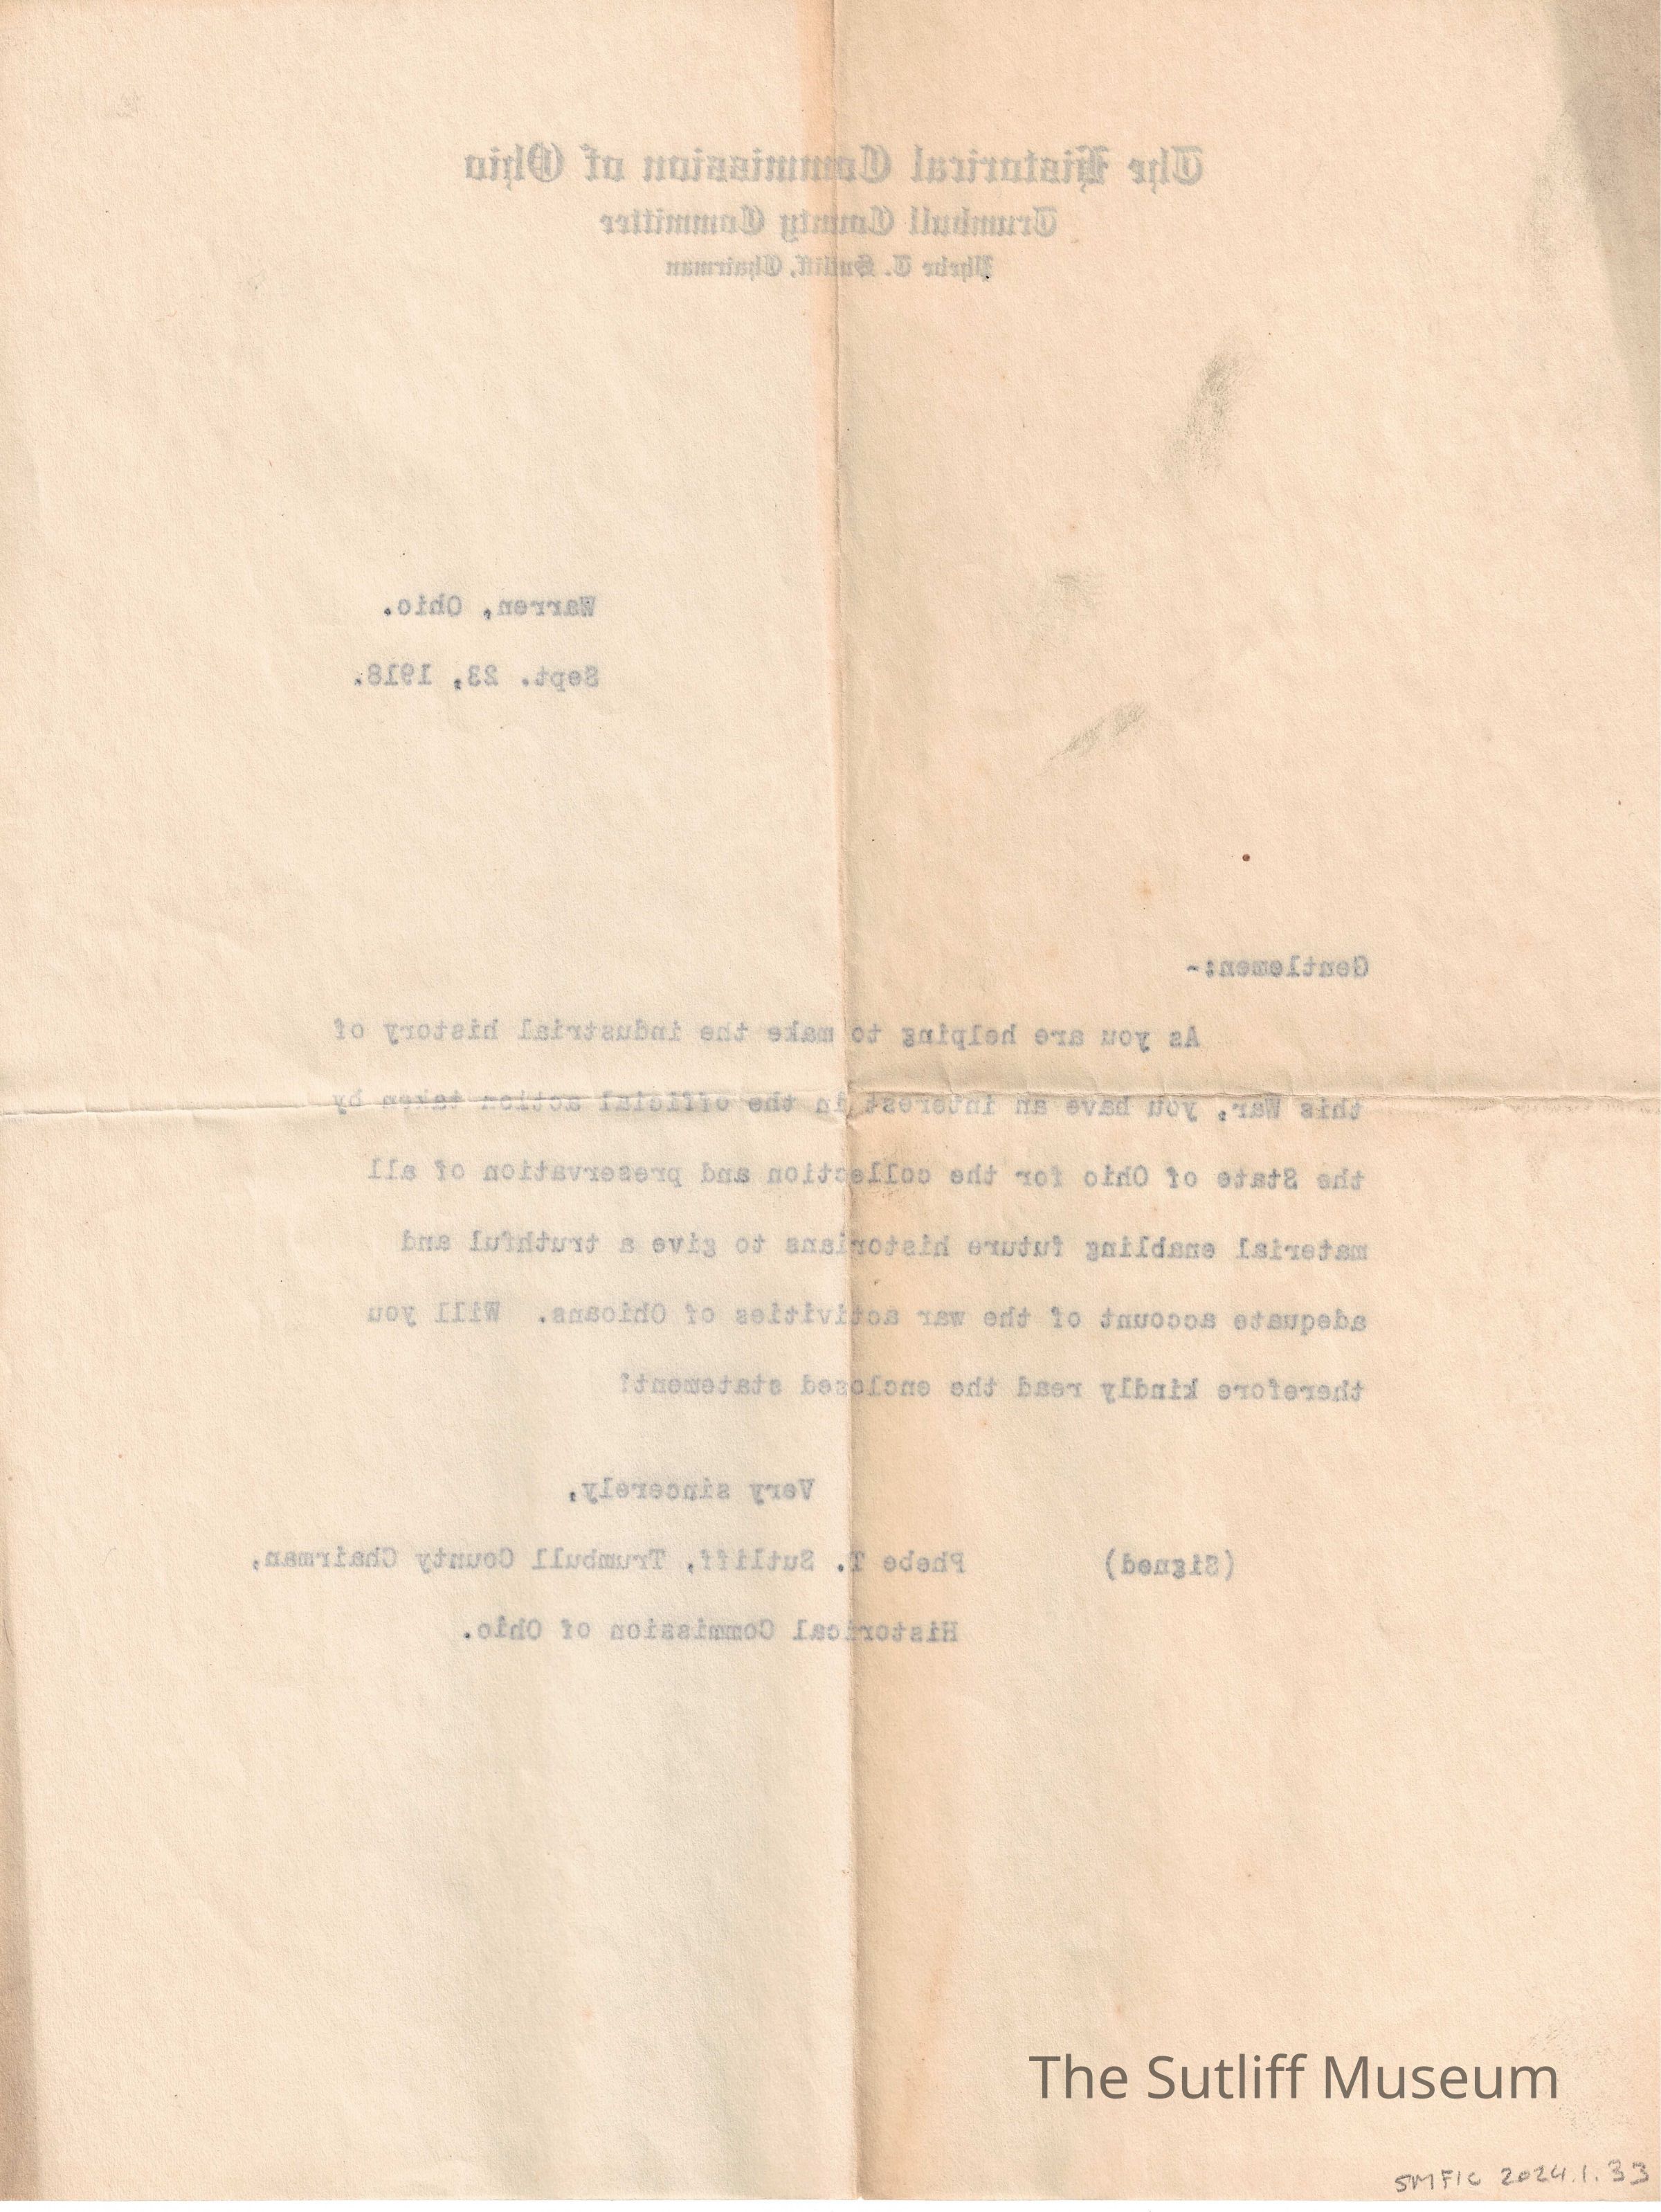 The Historical Commission of Ohio
Trumbull County Committee
Phebe T. Sutliff, Chairman
Warren, Ohio.
Sept. 23, 1918.
Gentlemen:-
As you are helping to make the industrial history of
this War, you have an interest in the official action taken by
the State of Ohio for the collection and preservation of all
material enabling future historians to give a truthful and
adequate account of the war activities of Ohioans. Will you
therefore kindly read the enclosed statement?
Very sincerely,
(Signed) Phebe T. Sutliff, Trumbull County Chairman,
Historical Commission of Ohio.
The Sutliff Museum
SMFIC 2024.1.33